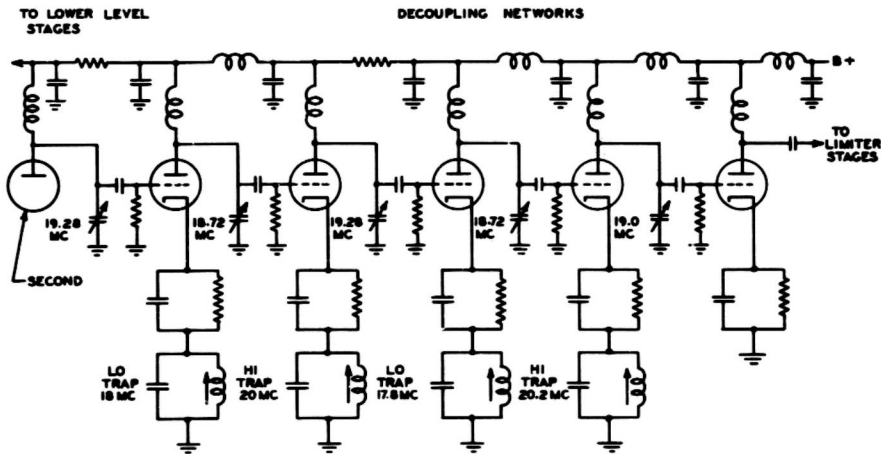 TO LOWER LEVEL
STAGES
DECOUPLING NETWORKS
B+
TO
LIMITER
STAGES
19.28
MC
18.72
MC
19.28
MC
18.72
MC
19.0
MC
SECOND
LO
TRAP
18 MC
HI
TRAP
20 MC
LO
TRAP
17.8 MC
HI
TRAP
20.2 MC